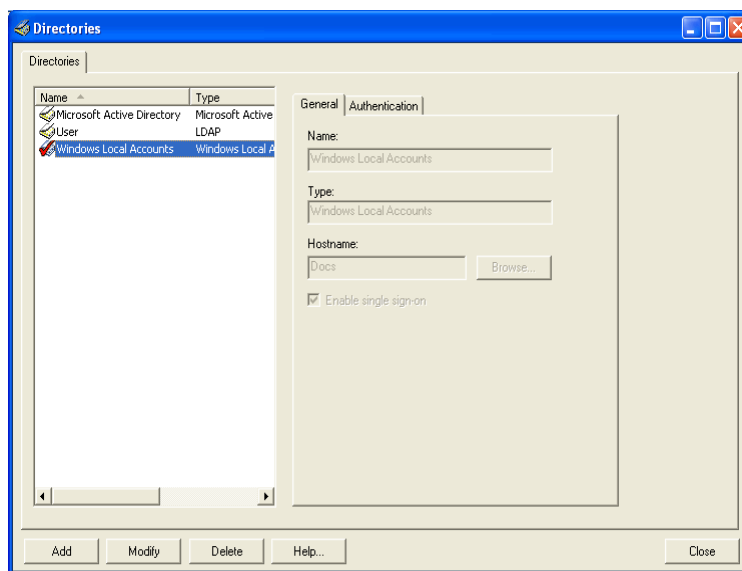 Directories
Directories
Name Type
Microsoft Active Directory Microsoft Active
User LDAP
Windows Local Accounts Windows Local A
General Authentication
Name:
Windows Local Accounts
Type:
Windows Local Accounts
Hostname:
Docs Browse...
Enable single sign-on
Add Modify Delete Help... Close